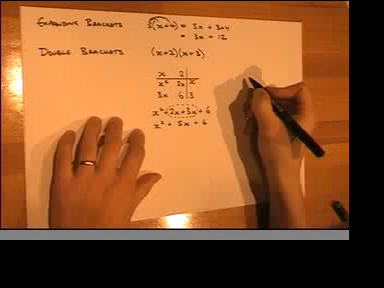 EXPANDING BRACKETS 3(x+4) = 3x + 3×4
= 3x + 12
DOUBLE BRACKETS (x+2)(x+3)
x 2
x² 2x x
3x 6 3
x² + 2x + 3x + 6
x² + 5x + 6